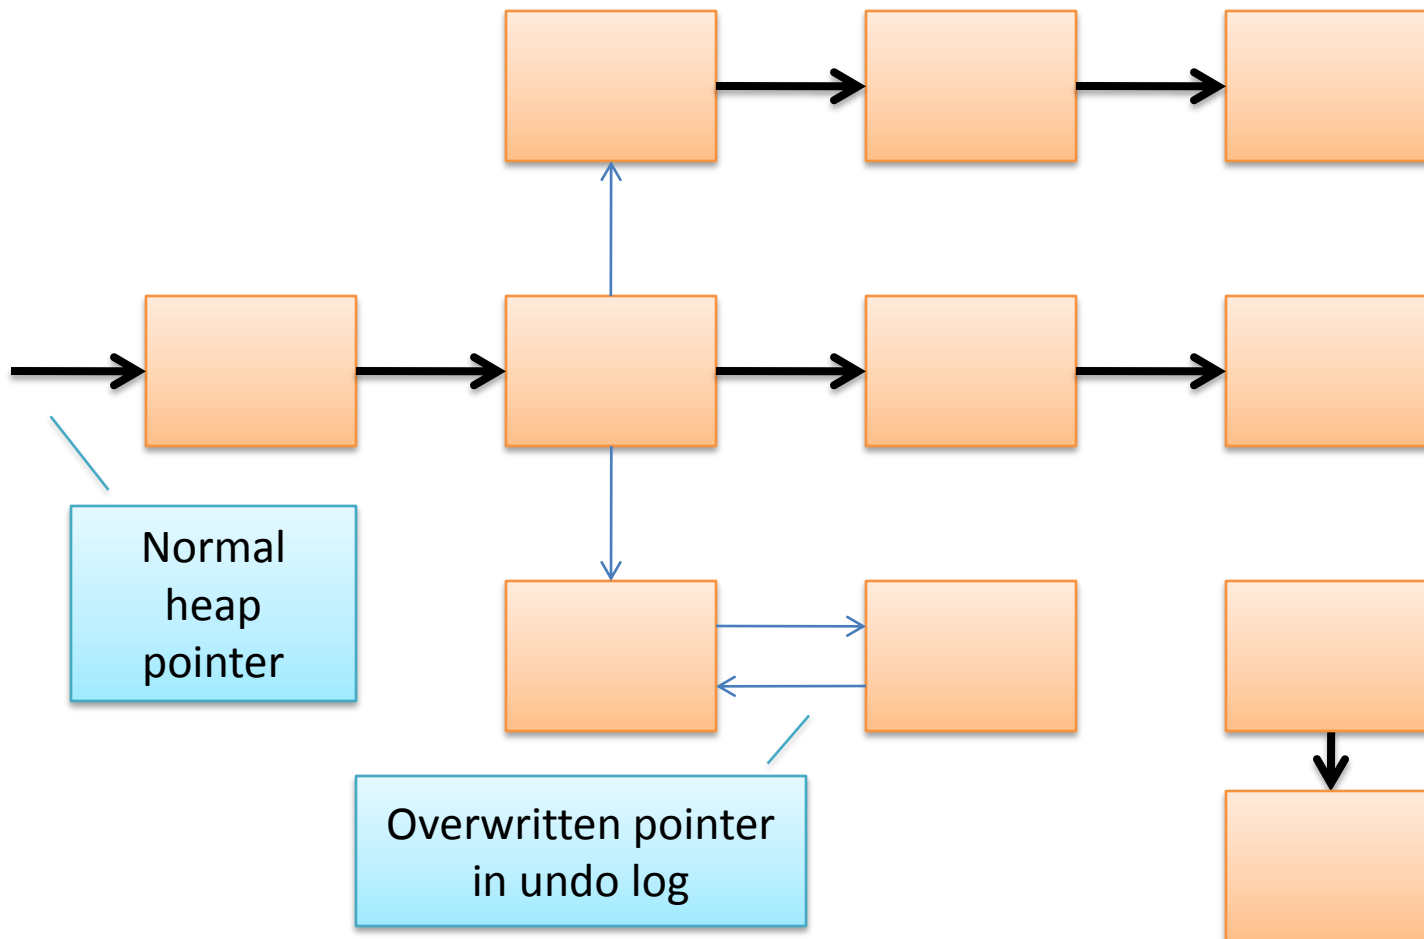 Normal
heap
pointer
Overwritten pointer
in undo log